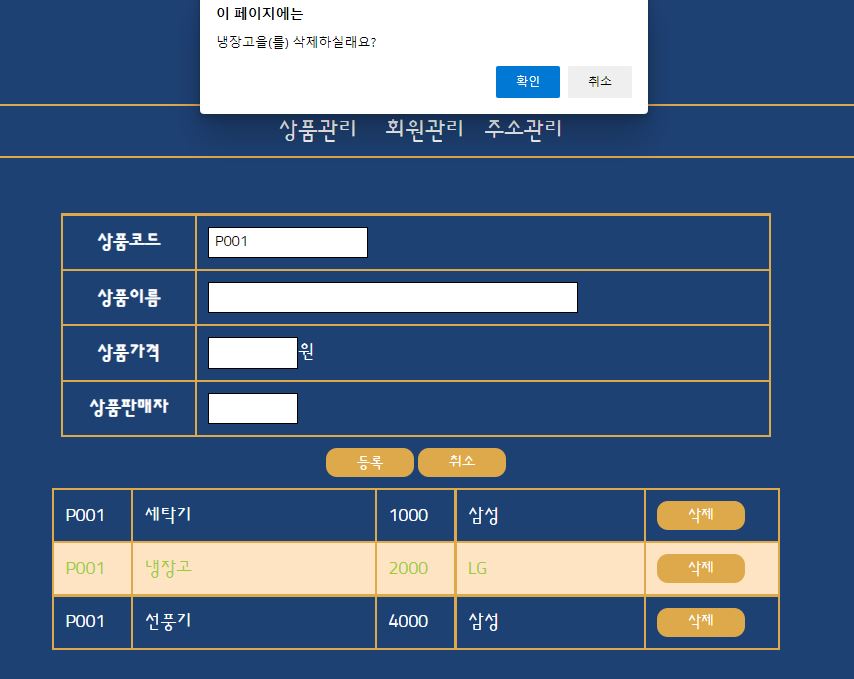 이 페이지에는
냉장고을(를) 삭제하실래요?
확인 취소
상품관리 회원관리 주소관리
상품코드 P001
상품이름
상품가격 원
상품판매자
등록 취소
P001 세탁기 1000 삼성 삭제
P001 냉장고 2000 LG 삭제
P001 선풍기 4000 삼성 삭제